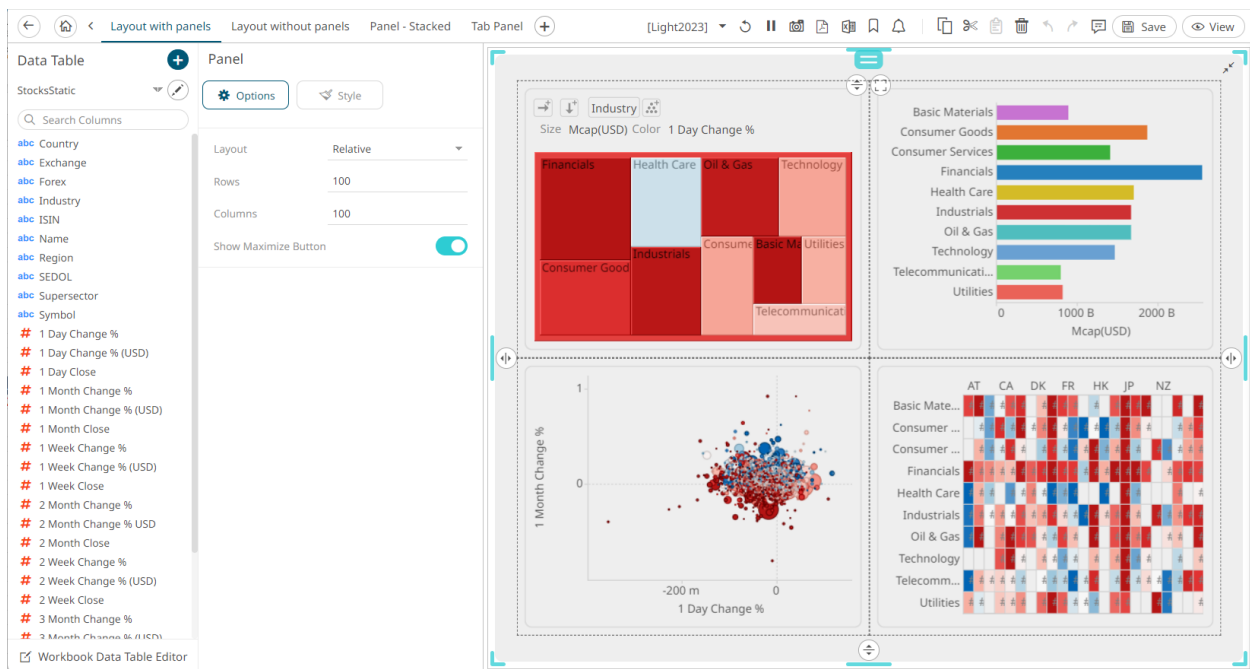 Layout with panels
Layout without panels
Panel - Stacked
Tab Panel
[Light2023]
Save
View
Data Table
StocksStatic
Search Columns
abc Country
abc Exchange
abc Forex
abc Industry
abc ISIN
abc Name
abc Region
abc SEDOL
abc Supersector
abc Symbol
# 1 Day Change %
# 1 Day Change % (USD)
# 1 Day Close
# 1 Month Change %
# 1 Month Change % (USD)
# 1 Month Close
# 1 Week Change %
# 1 Week Change % (USD)
# 1 Week Close
# 2 Month Change %
# 2 Month Change % USD
# 2 Month Close
# 2 Week Change %
# 2 Week Change % (USD)
# 2 Week Close
# 3 Month Change %
# 3 Month Change % (USD)
Workbook Data Table Editor
Panel
Options
Style
Layout Relative
Rows 100
Columns 100
Show Maximize Button
Industry
Size Mcap(USD) Color 1 Day Change %
Financials
Health Care
Oil & Gas
Technology
Consumer Good
Industrials
Consume
Basic Ma
Utilities
Telecommunicati
Basic Materials
Consumer Goods
Consumer Services
Financials
Health Care
Industrials
Oil & Gas
Technology
Telecommunicati...
Utilities
0 1000 B 2000 B
Mcap(USD)
1
0
1 Month Change %
-200 m 0
1 Day Change %
AT CA DK FR HK JP NZ
Basic Mate...
Consumer ...
Consumer ...
Financials
Health Care
Industrials
Oil & Gas
Technology
Telecomm...
Utilities